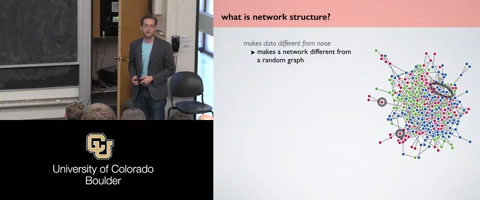 what is network structure?
makes data different from noise
➤ makes a network different from
a random graph
CU
University of Colorado
Boulder